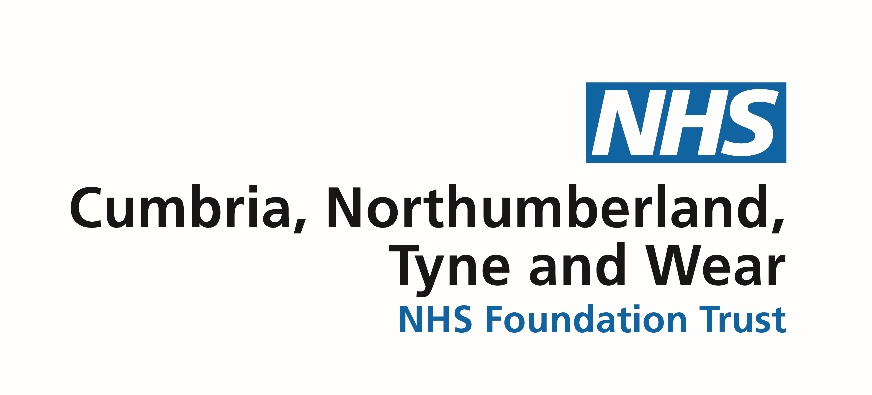 NHS
Cumbria, Northumberland,
Tyne and Wear
NHS Foundation Trust